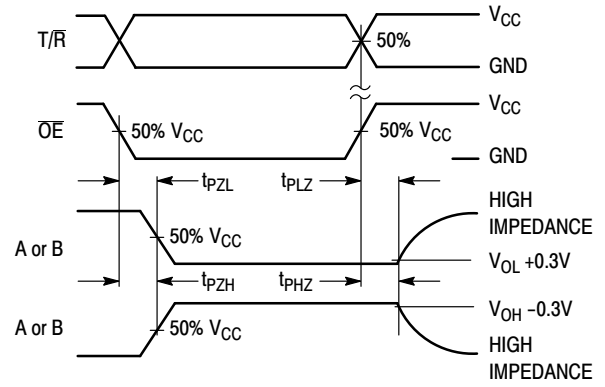 V_CC
T/R̅
50%
GND
V_CC
O̅E̅
50% V_CC
50% V_CC
GND
t_PZL
t_PLZ
HIGH
IMPEDANCE
A or B
50% V_CC
V_OL +0.3V
t_PZH
t_PHZ
V_OH -0.3V
A or B
50% V_CC
HIGH
IMPEDANCE